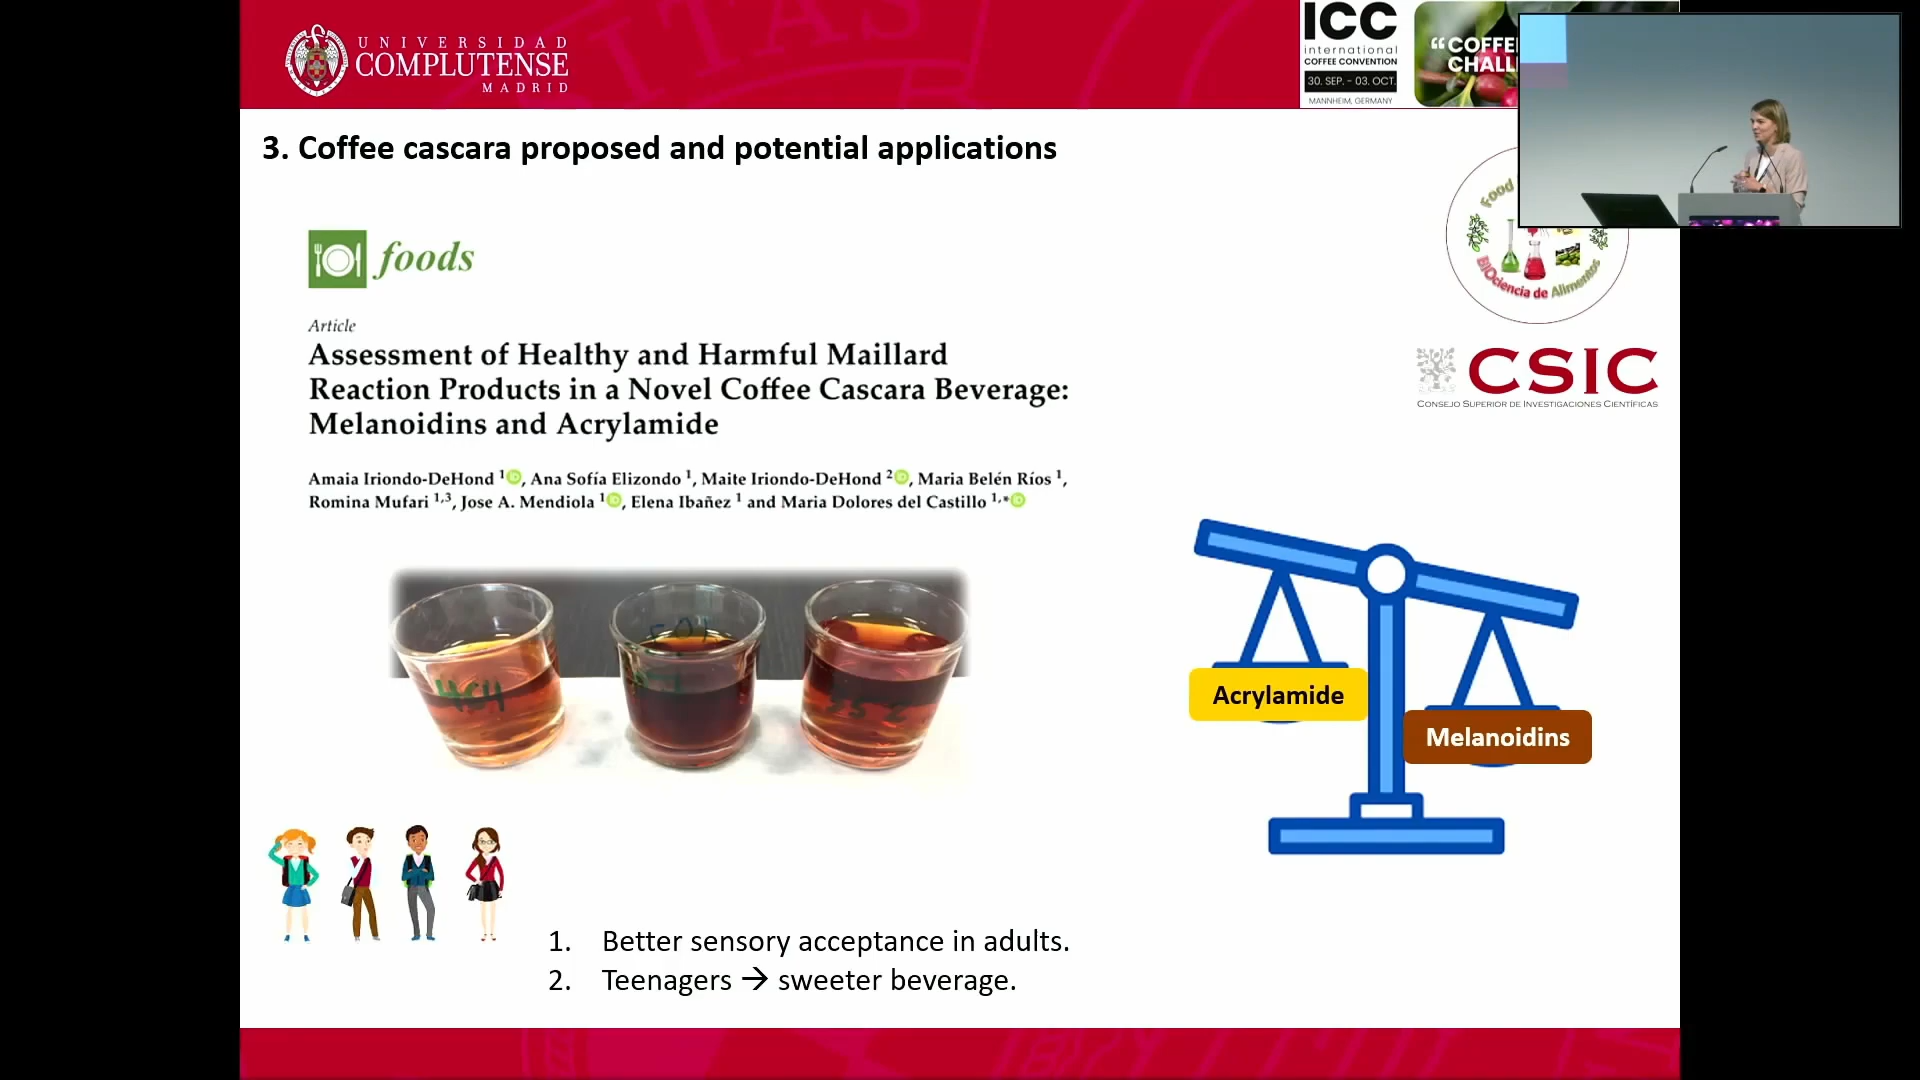 UNIVERSIDAD
COMPLUTENSE
MADRID
ICC
international
COFFEE CONVENTION
30. SEP. - 03. OCT.
MANNHEIM, GERMANY
3. Coffee cascara proposed and potential applications
Food
BIOciencia de Alimentos
foods
CSIC
CONSEJO SUPERIOR DE INVESTIGACIONES CIENTÍFICAS
Article
Assessment of Healthy and Harmful Maillard
Reaction Products in a Novel Coffee Cascara Beverage:
Melanoidins and Acrylamide
Amaia Iriondo-DeHond 1, Ana Sofía Elizondo 1, Maite Iriondo-DeHond 2, Maria Belén Ríos 1,
Romina Mufari 1,3, Jose A. Mendiola 1, Elena Ibañez 1 and Maria Dolores del Castillo 1,*
Acrylamide
Melanoidins
1. Better sensory acceptance in adults.
2. Teenagers → sweeter beverage.